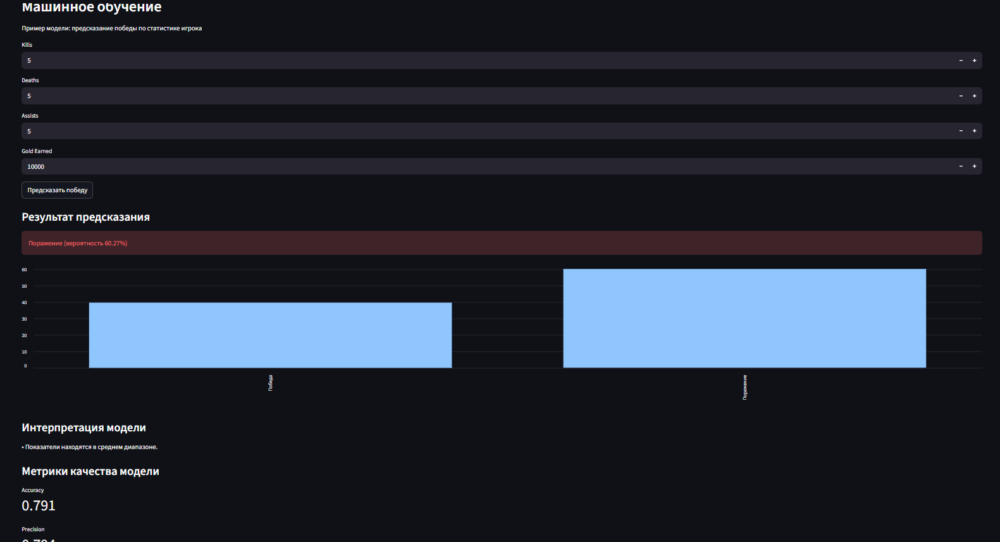 Машинное обучение
Пример модели: предсказание победы по статистике игрока
Kills
5
Deaths
5
Assists
5
Gold Earned
10000
Предсказать победу
Результат предсказания
Поражение (вероятность 60.27%)
60
50
40
30
20
10
0
Победа
Поражение
Интерпретация модели
• Показатели находятся в среднем диапазоне.
Метрики качества модели
Accuracy
0.791
Precision